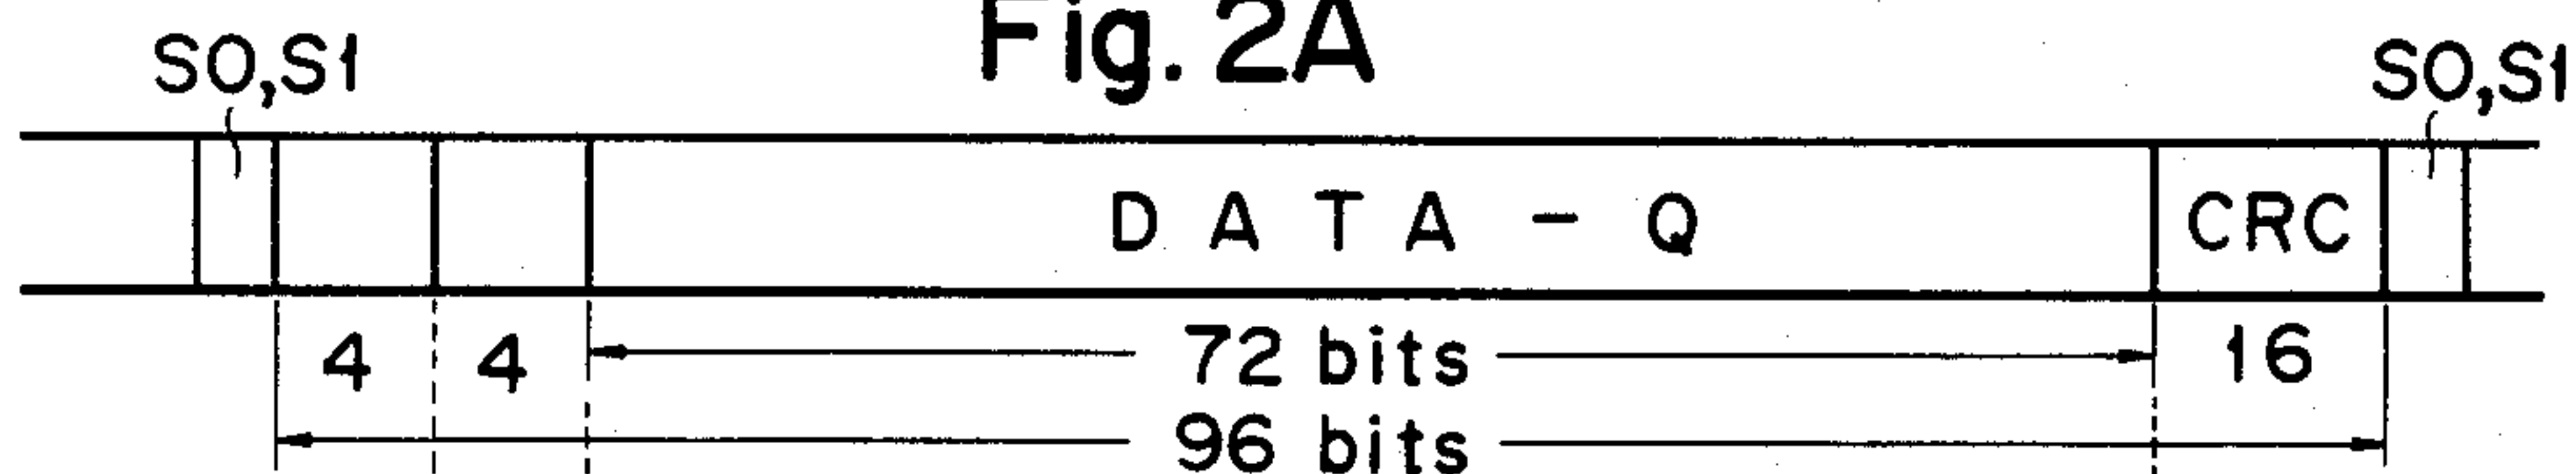 Fig. 2A
S0,S1 S0,S1
DATA-Q CRC
4 4 72 bits 16
96 bits